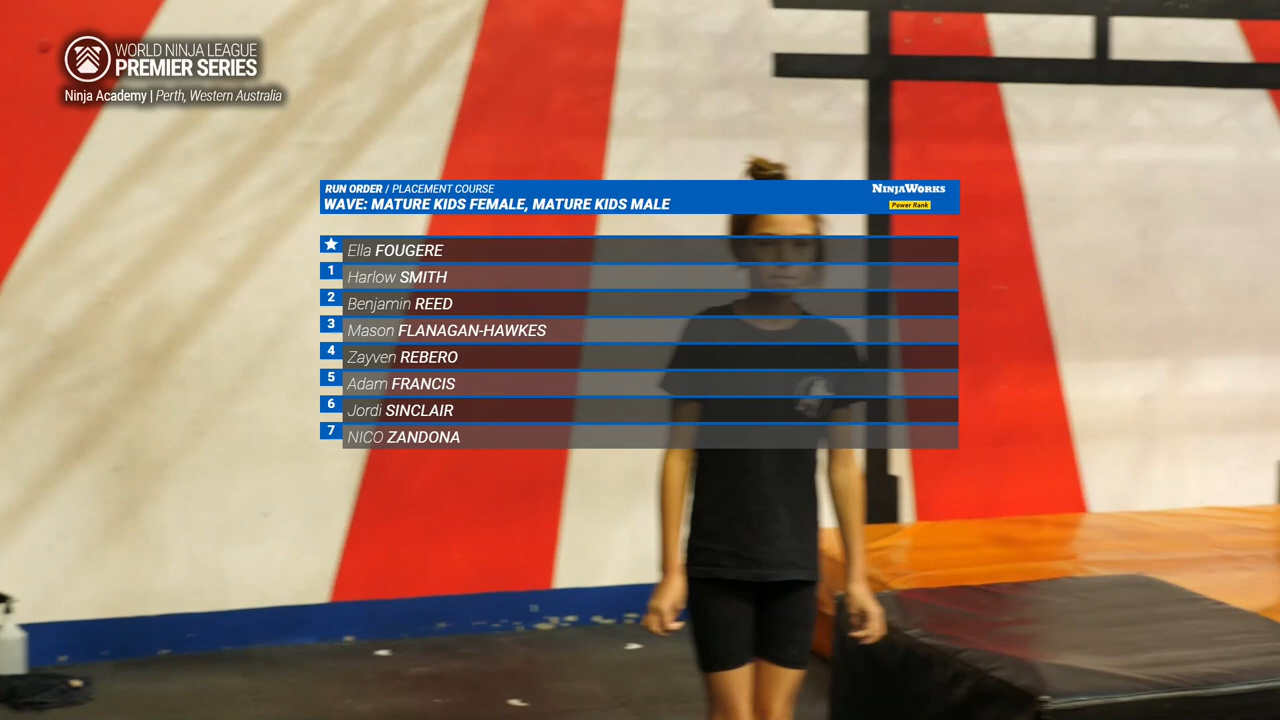 WORLD NINJA LEAGUE
PREMIER SERIES
Ninja Academy | Perth, Western Australia
RUN ORDER / PLACEMENT COURSE
WAVE: MATURE KIDS FEMALE, MATURE KIDS MALE
NINJAWORKS
Power Rank
Ella FOUGERE
1 Harlow SMITH
2 Benjamin REED
3 Mason FLANAGAN-HAWKES
4 Zayven REBERO
5 Adam FRANCIS
6 Jordi SINCLAIR
7 NICO ZANDONA